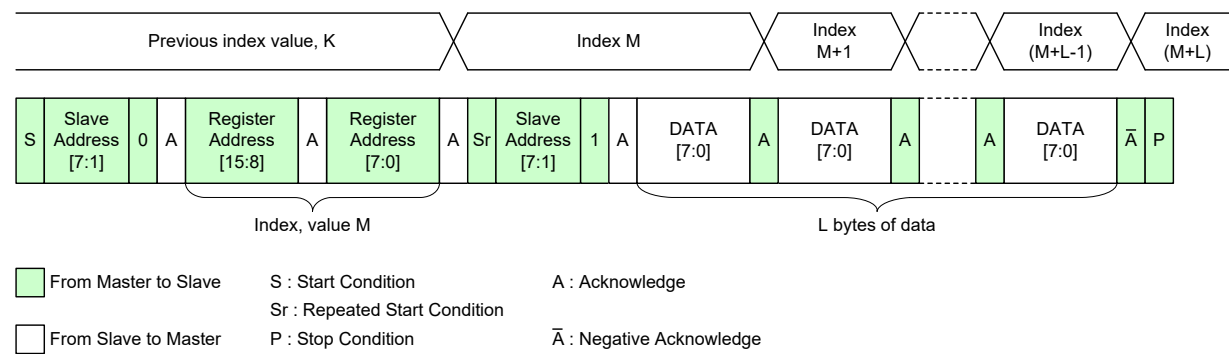 Previous index value, K
Index M
Index
M+1
Index
(M+L-1)
Index
(M+L)
S
Slave
Address
[7:1]
0
A
Register
Address
[15:8]
A
Register
Address
[7:0]
A
Sr
Slave
Address
[7:1]
1
A
DATA
[7:0]
A
DATA
[7:0]
A
A
DATA
[7:0]
A̅
P
Index, value M
L bytes of data
From Master to Slave
S : Start Condition
A : Acknowledge
Sr : Repeated Start Condition
From Slave to Master
P : Stop Condition
A̅ : Negative Acknowledge